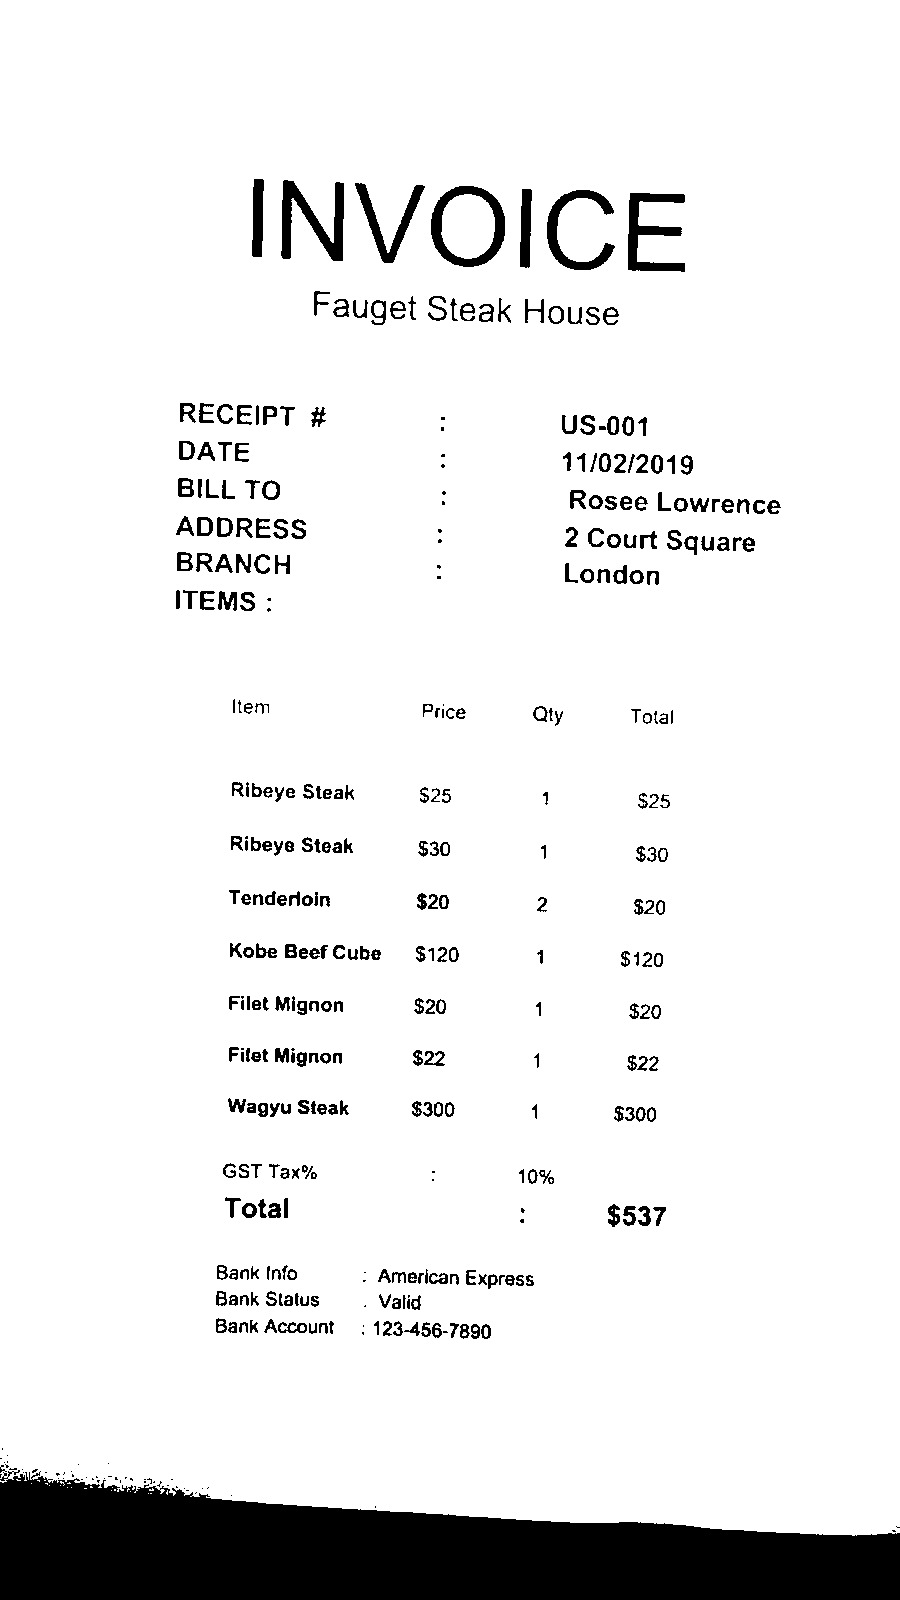 INVOICE
Fauget Steak House
RECEIPT # : US-001
DATE : 11/02/2019
BILL TO : Rosee Lowrence
ADDRESS : 2 Court Square
BRANCH : London
ITEMS :
Item Price Qty Total
Ribeye Steak $25 1 $25
Ribeye Steak $30 1 $30
Tenderloin $20 2 $20
Kobe Beef Cube $120 1 $120
Filet Mignon $20 1 $20
Filet Mignon $22 1 $22
Wagyu Steak $300 1 $300
GST Tax% : 10%
Total : $537
Bank Info : American Express
Bank Status : Valid
Bank Account : 123-456-7890